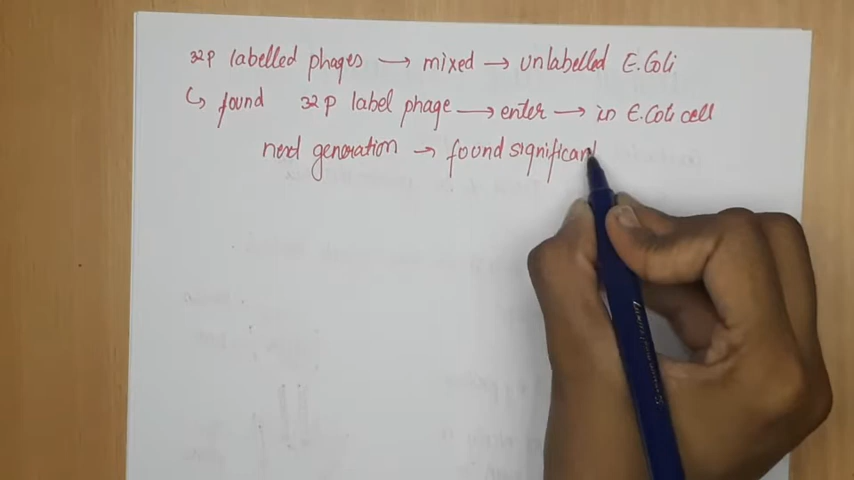 32P labelled phages → mixed → unlabelled E.Coli
↳ found 32P label phage → enter → in E.Coli cell
next generation → found significant